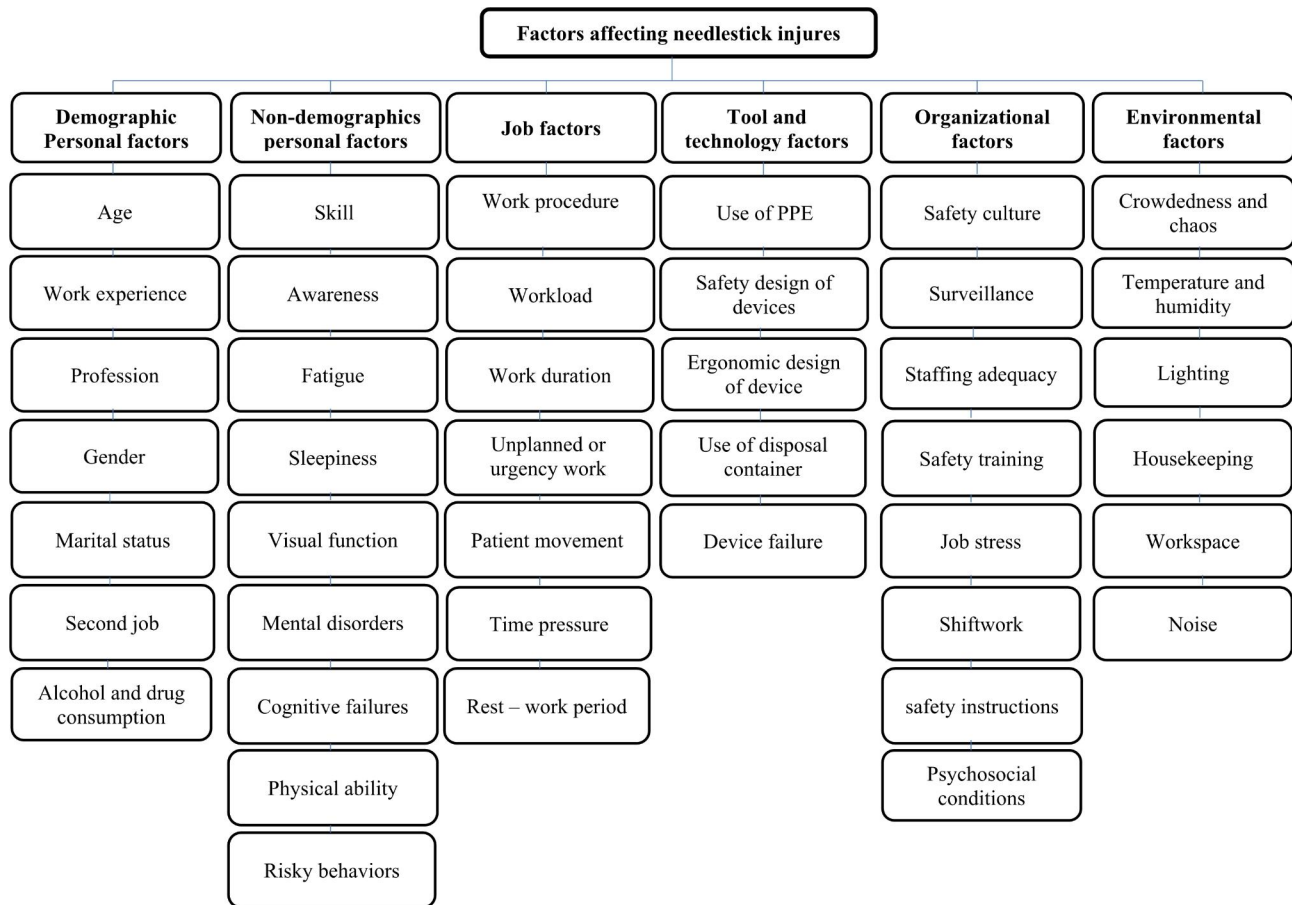 Factors affecting needlestick injures
Demographic
Personal factors
Age
Work experience
Profession
Gender
Marital status
Second job
Alcohol and drug
consumption
Non-demographics
personal factors
Skill
Awareness
Fatigue
Sleepiness
Visual function
Mental disorders
Cognitive failures
Physical ability
Risky behaviors
Job factors
Work procedure
Workload
Work duration
Unplanned or
urgency work
Patient movement
Time pressure
Rest – work period
Tool and
technology factors
Use of PPE
Safety design of
devices
Ergonomic design
of device
Use of disposal
container
Device failure
Organizational
factors
Safety culture
Surveillance
Staffing adequacy
Safety training
Job stress
Shiftwork
safety instructions
Psychosocial
conditions
Environmental
factors
Crowdedness and
chaos
Temperature and
humidity
Lighting
Housekeeping
Workspace
Noise